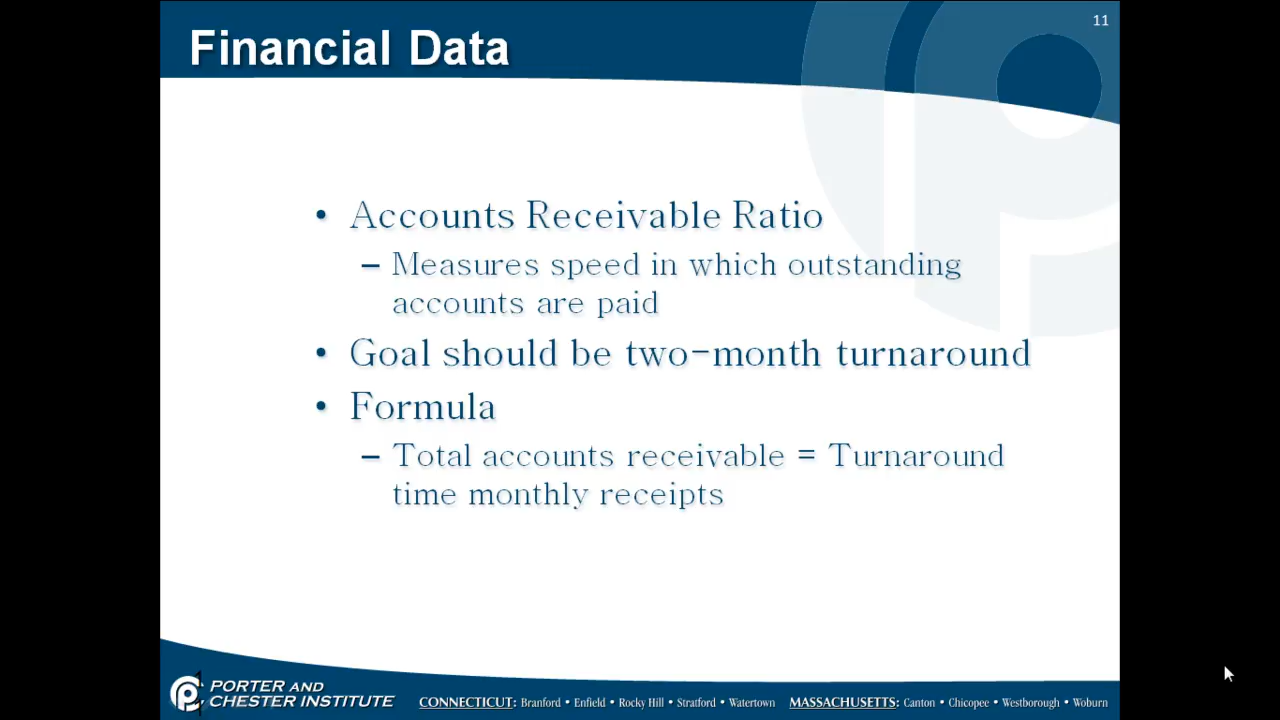 11
Financial Data
• Accounts Receivable Ratio
– Measures speed in which outstanding
accounts are paid
• Goal should be two-month turnaround
• Formula
– Total accounts receivable = Turnaround
time monthly receipts
PORTER AND
CHESTER INSTITUTE
CONNECTICUT: Branford • Enfield • Rocky Hill • Stratford • Watertown MASSACHUSETTS: Canton • Chicopee • Westborough • Woburn